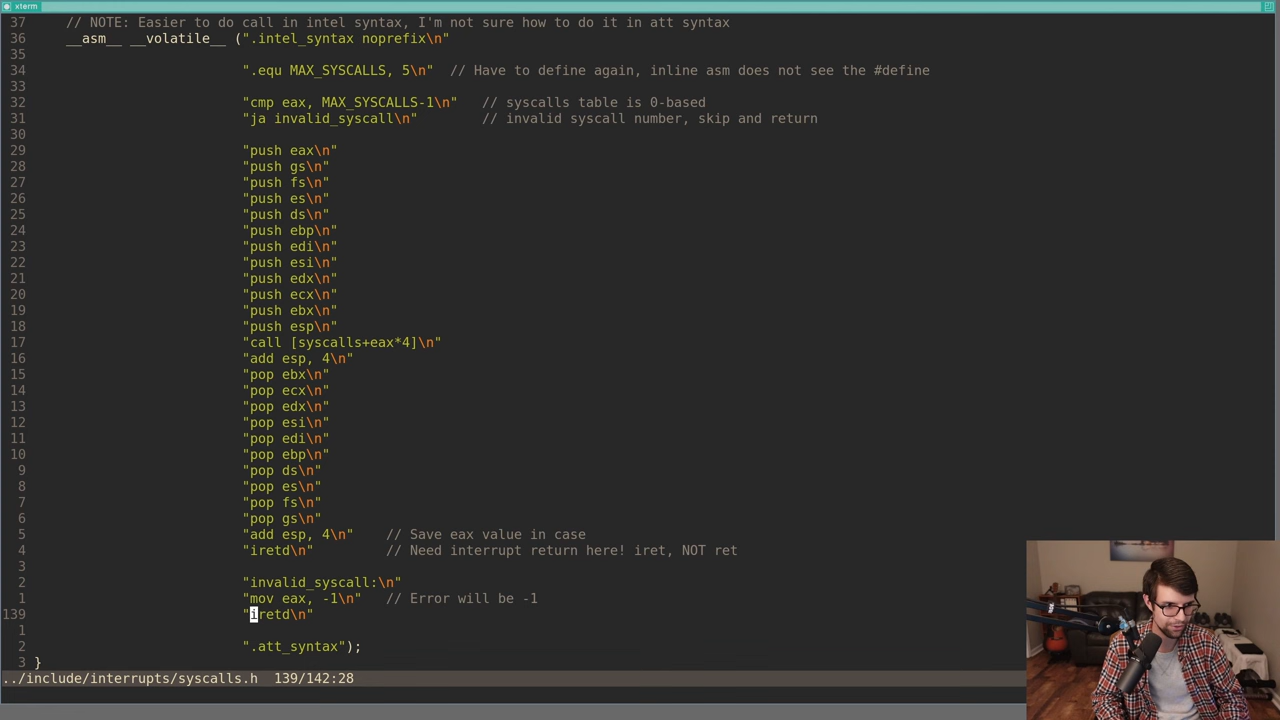 xterm
37 // NOTE: Easier to do call in intel syntax, I'm not sure how to do it in att syntax
36 __asm__ __volatile__ (".intel_syntax noprefix\n"
35
34 ".equ MAX_SYSCALLS, 5\n" // Have to define again, inline asm does not see the #define
33
32 "cmp eax, MAX_SYSCALLS-1\n" // syscalls table is 0-based
31 "ja invalid_syscall\n" // invalid syscall number, skip and return
30
29 "push eax\n"
28 "push gs\n"
27 "push fs\n"
26 "push es\n"
25 "push ds\n"
24 "push ebp\n"
23 "push edi\n"
22 "push esi\n"
21 "push edx\n"
20 "push ecx\n"
19 "push ebx\n"
18 "push esp\n"
17 "call [syscalls+eax*4]\n"
16 "add esp, 4\n"
15 "pop ebx\n"
14 "pop ecx\n"
13 "pop edx\n"
12 "pop esi\n"
11 "pop edi\n"
10 "pop ebp\n"
9 "pop ds\n"
8 "pop es\n"
7 "pop fs\n"
6 "pop gs\n"
5 "add esp, 4\n" // Save eax value in case
4 "iretd\n" // Need interrupt return here! iret, NOT ret
3
2 "invalid_syscall:\n"
1 "mov eax, -1\n" // Error will be -1
139 "iretd\n"
1
2 ".att_syntax");
3 }
../include/interrupts/syscalls.h 139/142:28